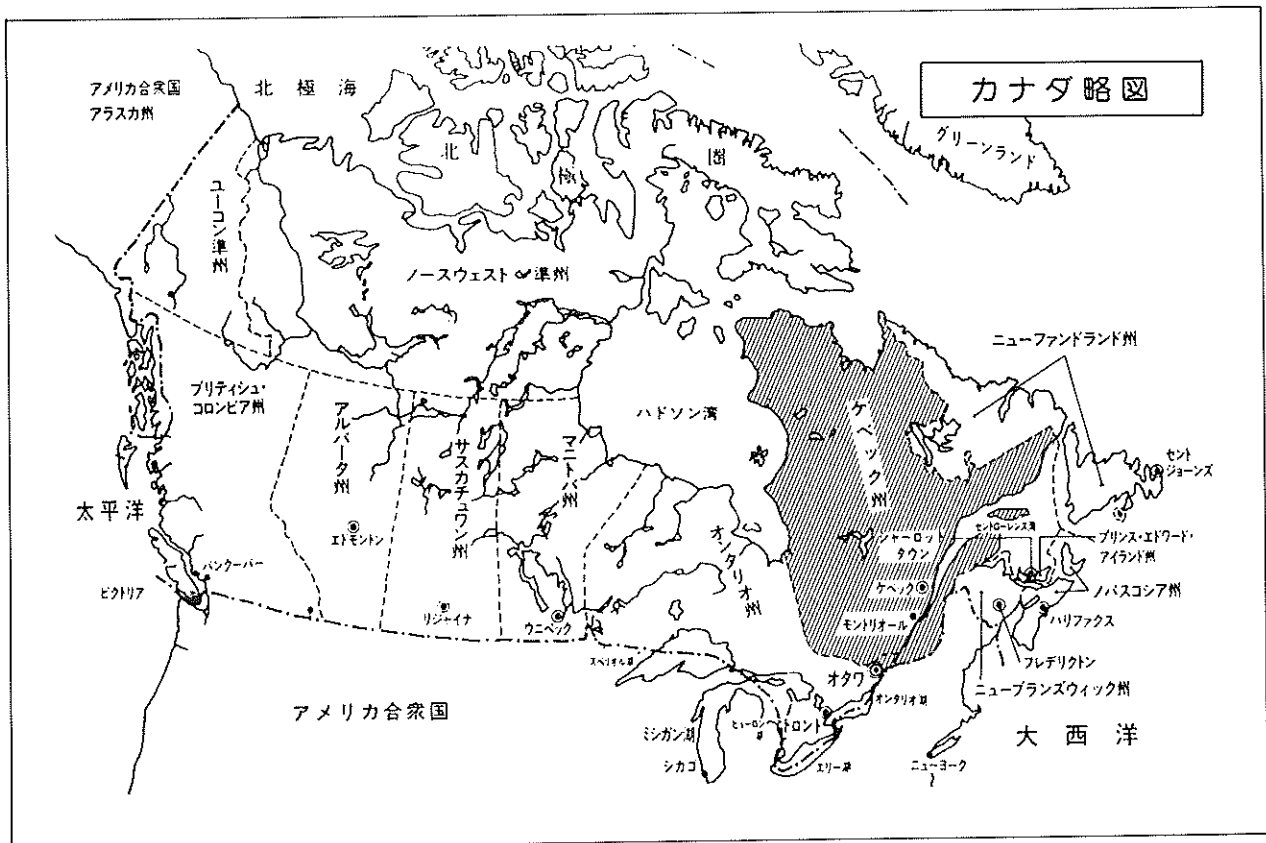 カナダ略図
アメリカ合衆国
アラスカ州
北極海
グリーンランド
北
極
圏
ユーコン準州
ノースウェスト準州
ニューファンドランド州
ブリティシュ・
コロンビア州
アルバータ州
サスカチュワン州
マニトバ州
ハドソン湾
ケベック州
セント
ジョーンズ
太平洋
エドモントン
オンタリオ州
シャーロット
タウン
セントローレンス湾
プリンス・エドワード・
アイランド州
バンクーバー
ビクトリア
リジャイナ
ウニペック
ケベック
モントリオール
ノバスコシア州
ハリファクス
スペリオル湖
オタワ
フレデリクトン
ニューブランズウィック州
オンタリオ湖
アメリカ合衆国
ミシガン湖
ヒューロン湖
トロント
大西洋
シカゴ
エリー湖
ニューヨーク